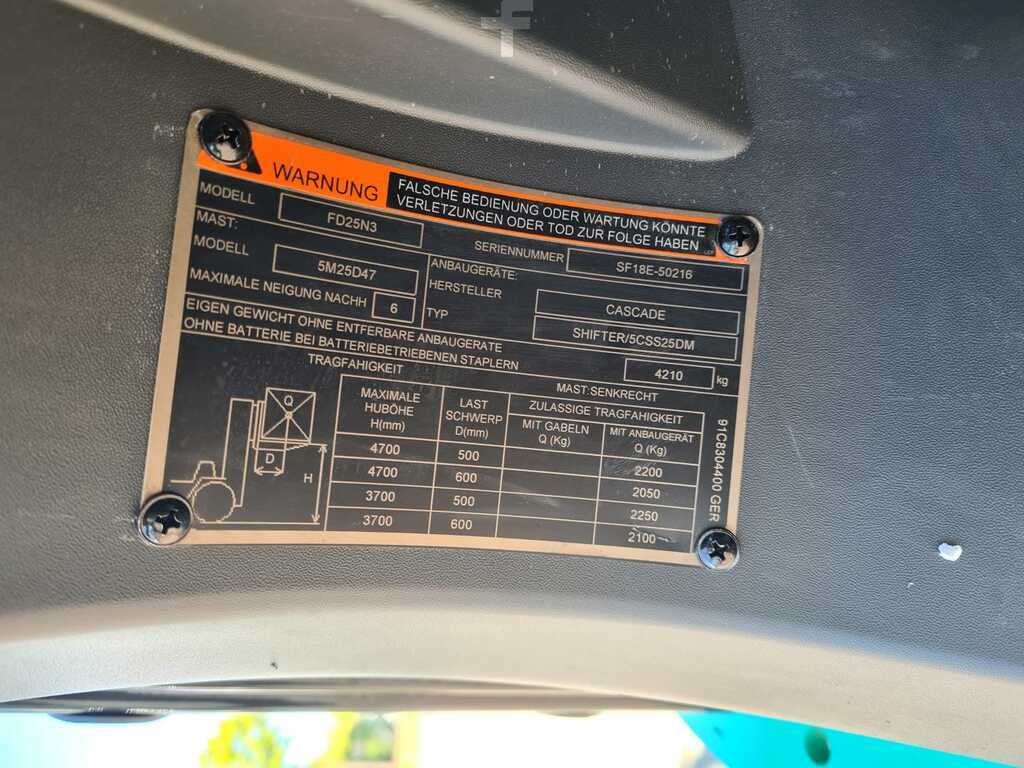 f
WARNUNG
FALSCHE BEDIENUNG ODER WARTUNG KÖNNTE
VERLETZUNGEN ODER TOD ZUR FOLGE HABEN
MODELL FD25N3
SERIENNUMMER SF18E-50216
MAST:
MODELL 5M25D47
MAXIMALE NEIGUNG NACHH 6
ANBAUGERÄTE:
HERSTELLER CASCADE
TYP SHIFTER/5CSS25DM
EIGEN GEWICHT OHNE ENTFERBARE ANBAUGERÄTE
OHNE BATTERIE BEI BATTERIEBETRIEBENEN STAPLERN 4210 kg
TRAGFAHIGKEIT
MAST:SENKRECHT
MAXIMALE
HUBÖHE
H(mm)
LAST
SCHWERP
D(mm)
ZULASSIGE TRAGFAHIGKEIT
MIT GABELN
Q (Kg)
MIT ANBAUGERÄT
Q (Kg)
4700 500 2200
4700 600 2050
3700 500 2250
3700 600 2100
Q
D
H
91C8304400 GER